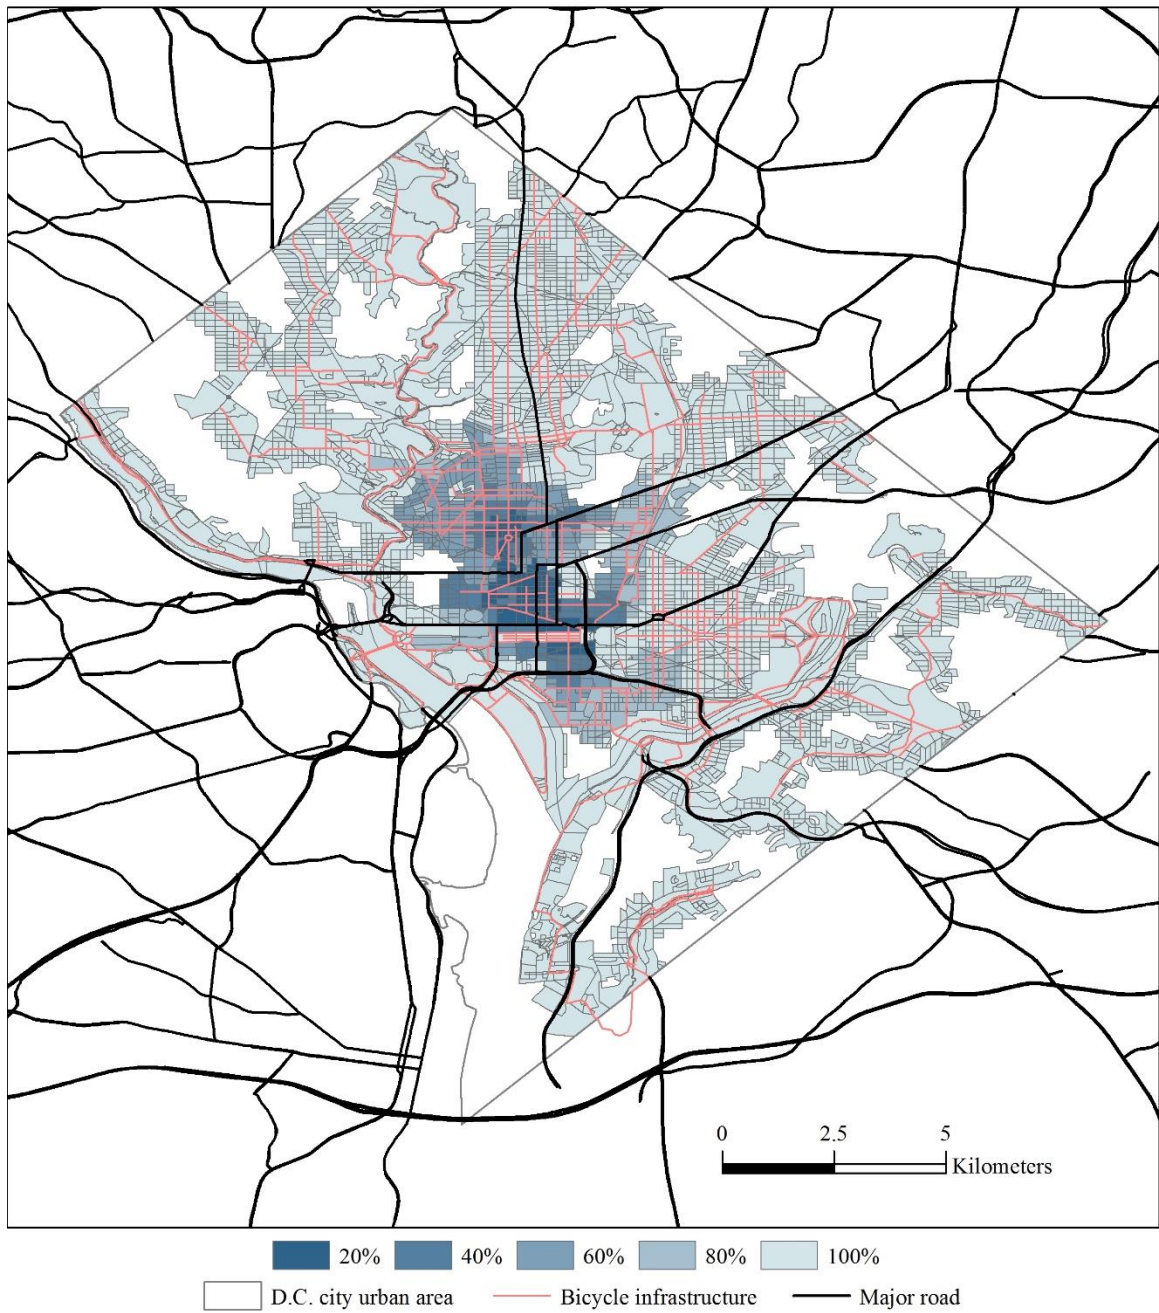 0 2.5 5
Kilometers
20% 40% 60% 80% 100%
D.C. city urban area Bicycle infrastructure Major road